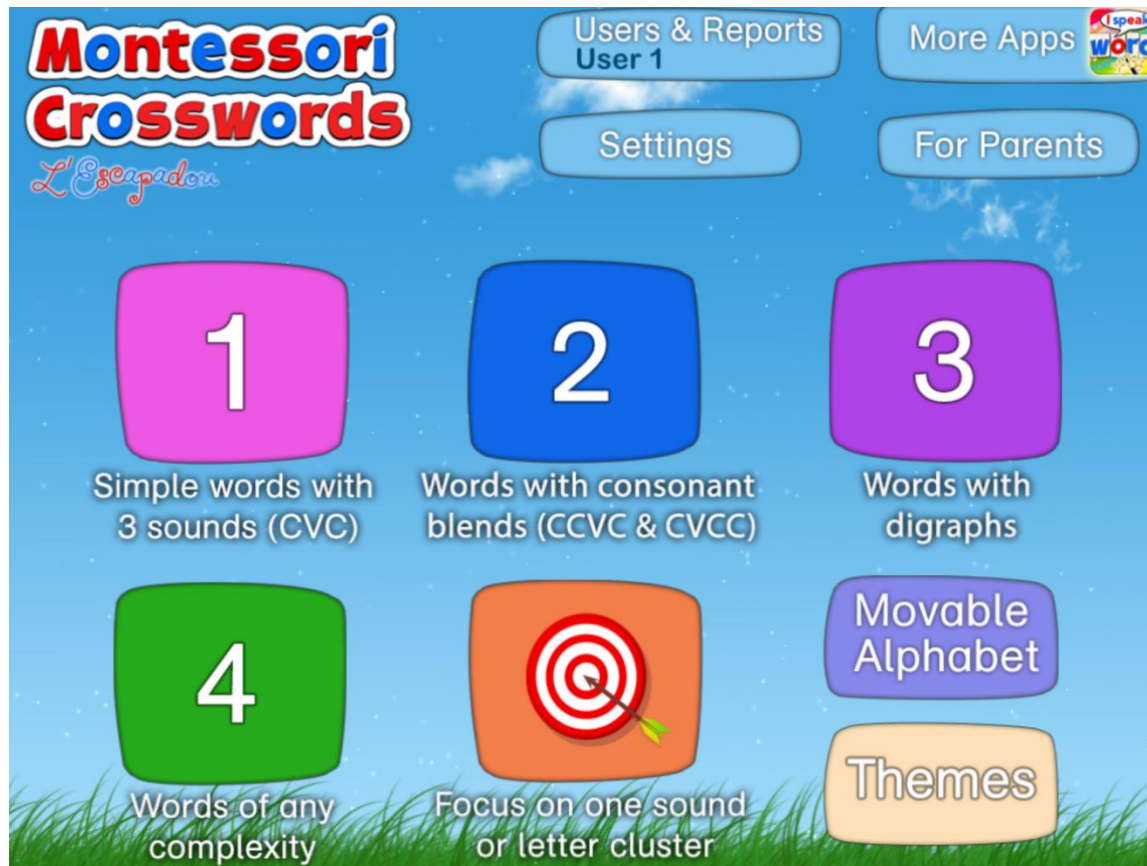 Montessori
Crosswords
L'Escapadou
Users & Reports
User 1
More Apps
I speak
word
Settings
For Parents
1
Simple words with
3 sounds (CVC)
2
Words with consonant
blends (CCVC & CVCC)
3
Words with
digraphs
4
Words of any
complexity
Focus on one sound
or letter cluster
Movable
Alphabet
Themes